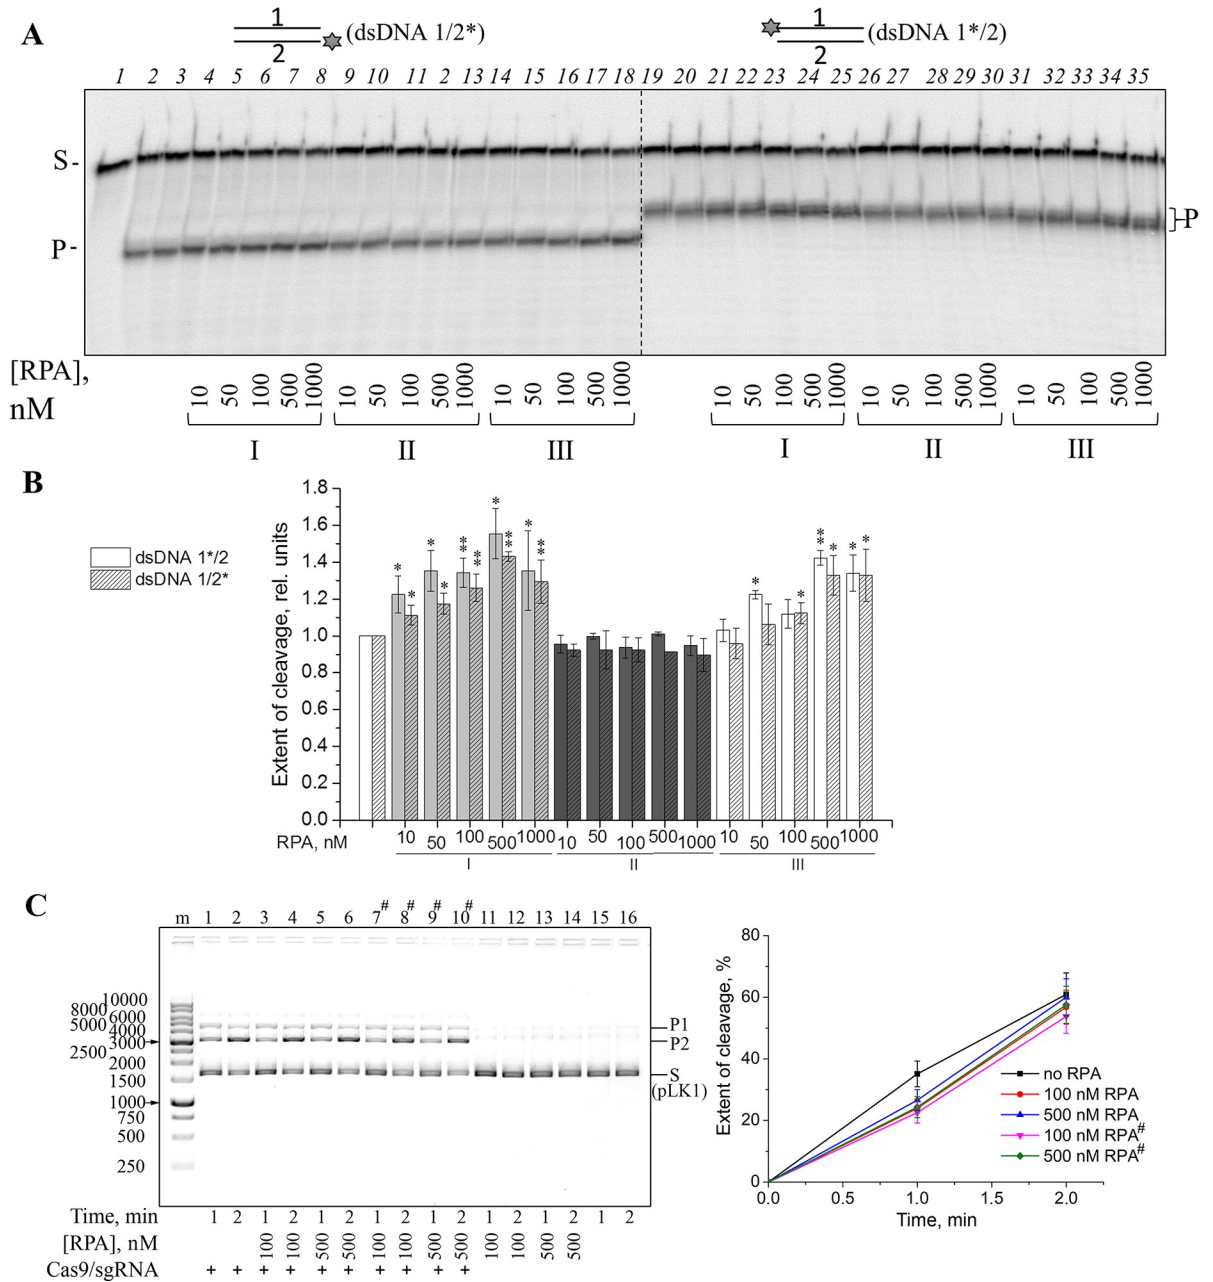 A
1
2
(dsDNA 1/2*)
1
2
(dsDNA 1*/2)
1 2 3 4 5 6 7 8 9 10 11 2 13 14 15 16 17 18 19 20 21 22 23 24 25 26 27 28 29 30 31 32 33 34 35
S-
P-
P
[RPA], nM
10 50 100 5000 1000 10 50 100 5000 1000 10 50 100 5000 1000 10 50 100 5000 1000 10 50 100 5000 1000 10 50 100 5000 1000
I II III I II III
B
dsDNA 1*/2
dsDNA 1/2*
Extent of cleavage, rel. units
1.8
1.6
1.4
1.2
1.0
0.8
0.6
0.4
0.2
0.0
* * * * ** ** * ** * ** * * ** * * *
RPA, nM 10 50 100 500 1000 10 50 100 500 1000 10 50 100 500 1000
I II III
C
m 1 2 3 4 5 6 7# 8# 9# 10# 11 12 13 14 15 16
10000
8000
6000
5000
4000
3000
2500
2000
1500
1000
750
500
250
P1
P2
S
(pLK1)
Time, min 1 2 1 2 1 2 1 2 1 2 1 2 1 2 1 2
[RPA], nM 100 100 500 500 100 100 500 500 100 100 500 500
Cas9/sgRNA + + + + + + + + + +
Extent of cleavage, %
80
60
40
20
0
no RPA
100 nM RPA
500 nM RPA
100 nM RPA#
500 nM RPA#
0.0 0.5 1.0 1.5 2.0
Time, min